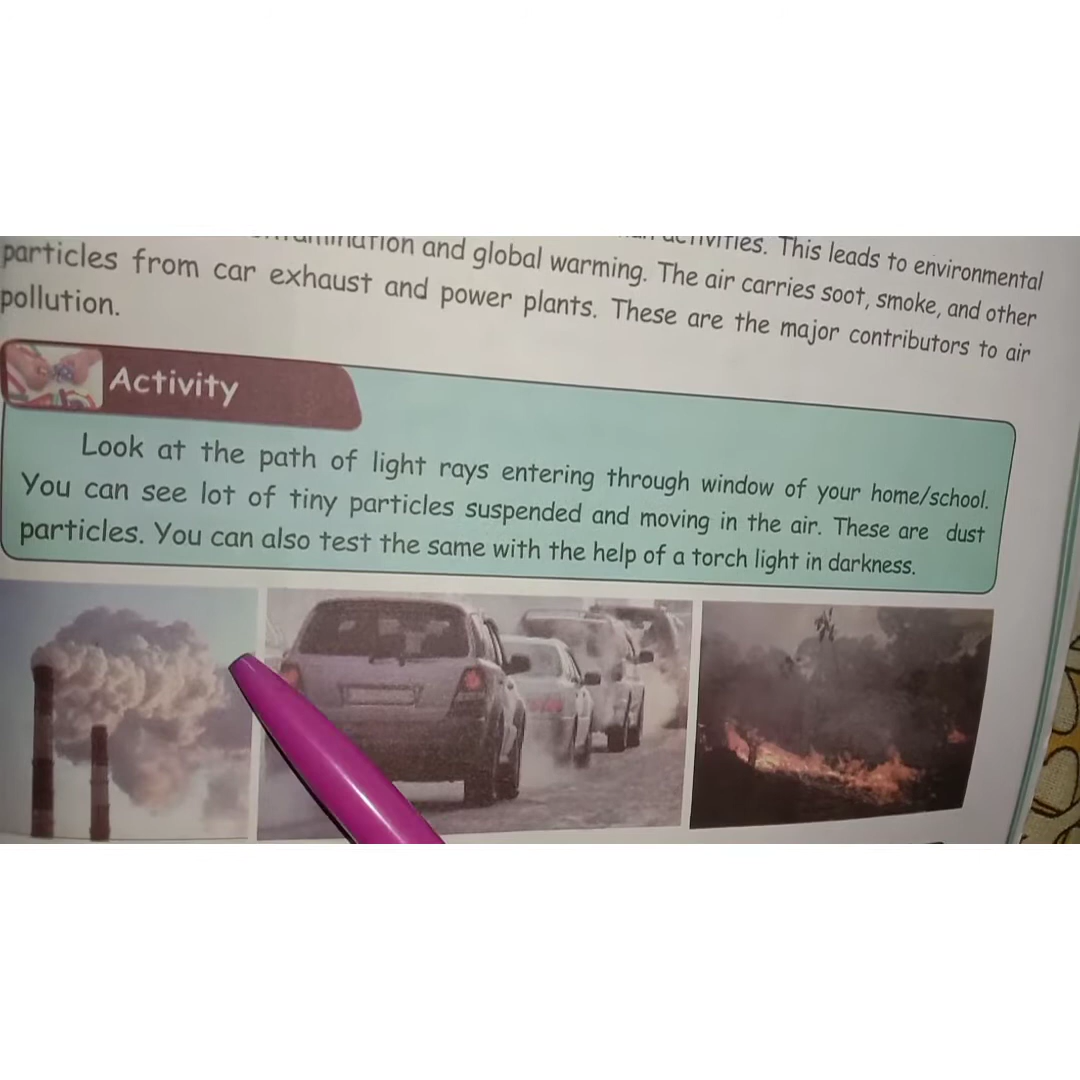 and global warming. The air carries soot, smoke, and other
activities. This leads to environmental
particles from car exhaust and power plants. These are the major contributors to air
pollution.
Activity
Look at the path of light rays entering through window of your home/school.
You can see lot of tiny particles suspended and moving in the air. These are dust
particles. You can also test the same with the help of a torch light in darkness.